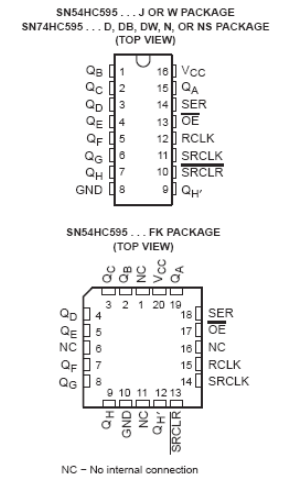 SN54HC595 . . . J OR W PACKAGE
SN74HC595 . . . D, DB, DW, N, OR NS PACKAGE
(TOP VIEW)
QB 1 16 VCC
QC 2 15 QA
QD 3 14 SER
QE 4 13 OE
QF 5 12 RCLK
QG 6 11 SRCLK
QH 7 10 SRCLR
GND 8 9 QH′
SN54HC595 . . . FK PACKAGE
(TOP VIEW)
QC QB NC VCC QA
3 2 1 20 19
QD 4 18 SER
QE 5 17 OE
NC 6 16 NC
QF 7 15 RCLK
QG 8 14 SRCLK
9 10 11 12 13
QH GND NC QH′ SRCLR
NC – No internal connection